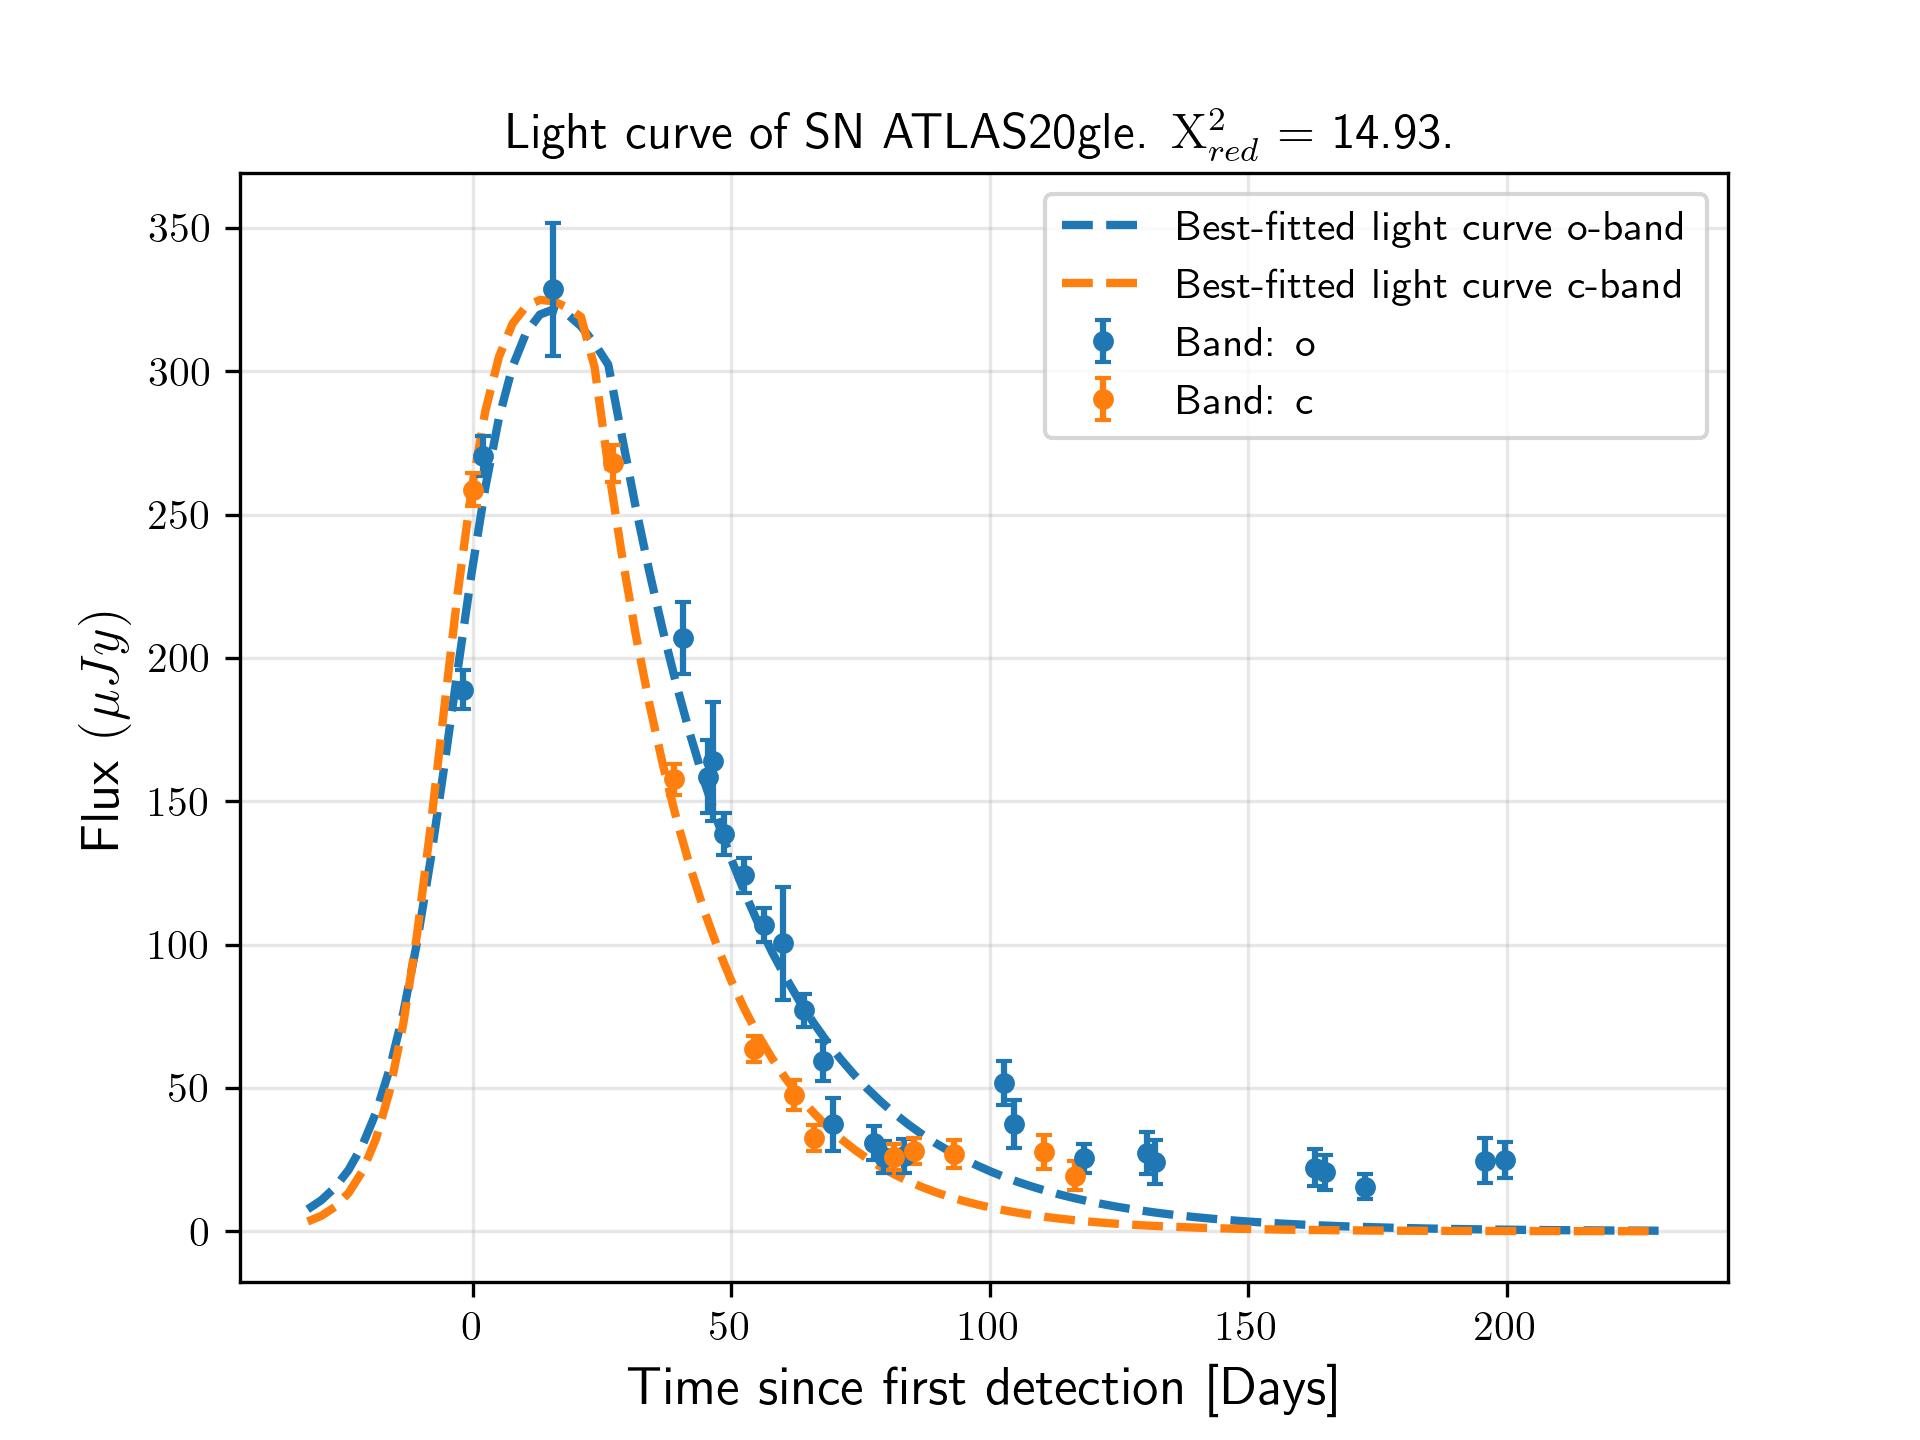 Light curve of SN ATLAS20gle. X²_red = 14.93.
Best-fitted light curve o-band
Best-fitted light curve c-band
Band: o
Band: c
Flux (μJy)
350
300
250
200
150
100
50
0
0 50 100 150 200
Time since first detection [Days]